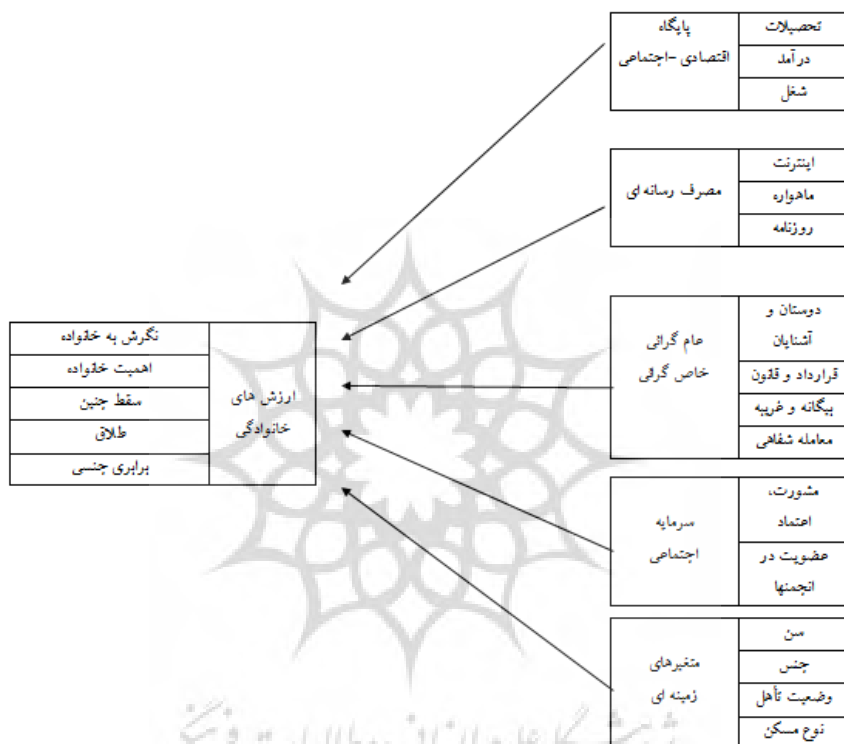 پایگاه
اقتصادی -اجتماعی
تحصیلات
درآمد
شغل
مصرف رسانه ای
اینترنت
ماهواره
روزنامه
عام گرائی
خاص گرائی
دوستان و
آشنایان
قرارداد و قانون
بیگانه و غریبه
معامله شفاهی
سرمایه
اجتماعی
مشورت،
اعتماد
عضویت در
انجمنها
متغیرهای
زمینه ای
سن
جنس
وضعیت تأهل
نوع مسکن
ارزش های
خانوادگی
نگرش به خانواده
اهمیت خانواده
سقط جنین
طلاق
برابری جنسی